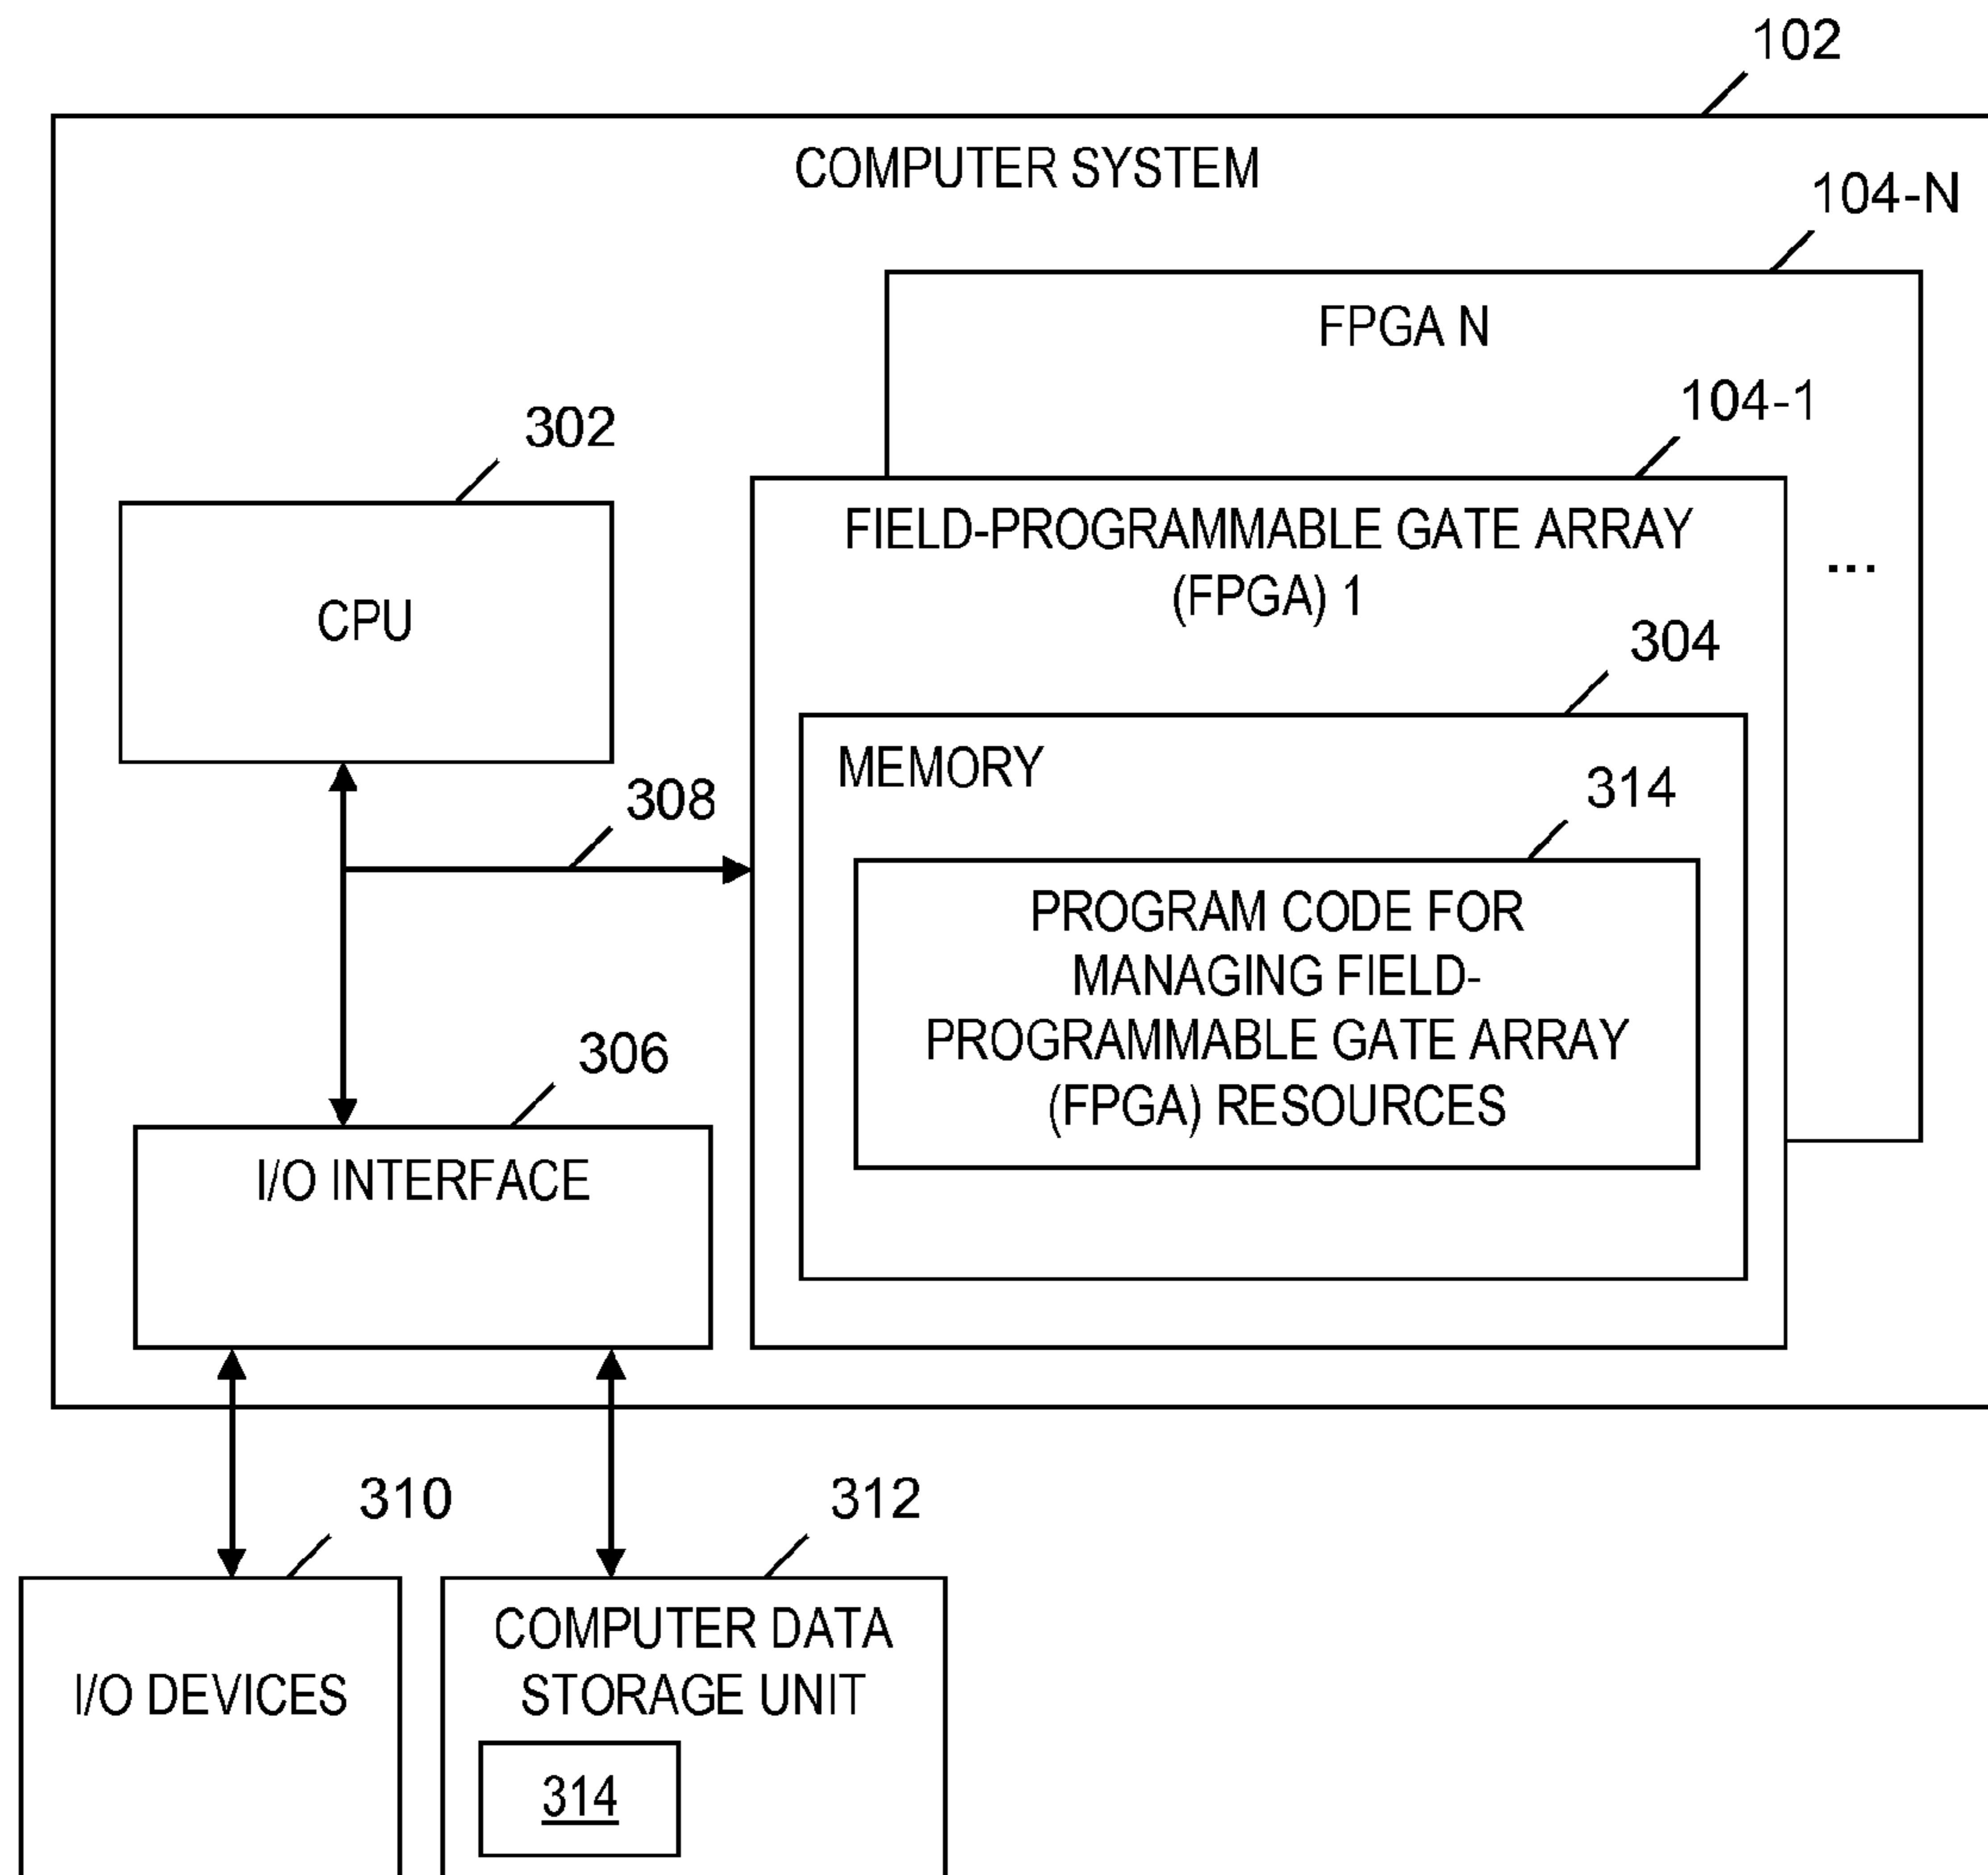 102
COMPUTER SYSTEM
104-N
FPGA N
104-1
302
FIELD-PROGRAMMABLE GATE ARRAY
(FPGA) 1
...
CPU
304
MEMORY
308
314
PROGRAM CODE FOR
MANAGING FIELD-
PROGRAMMABLE GATE ARRAY
(FPGA) RESOURCES
306
I/O INTERFACE
310
312
I/O DEVICES
COMPUTER DATA
STORAGE UNIT
314